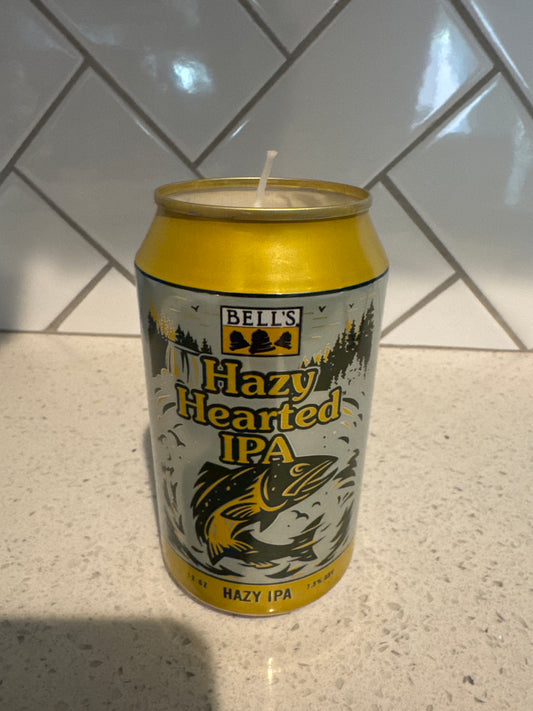 BELL'S
Hazy
Hearted
IPA
12 OZ HAZY IPA 7.5% ABV